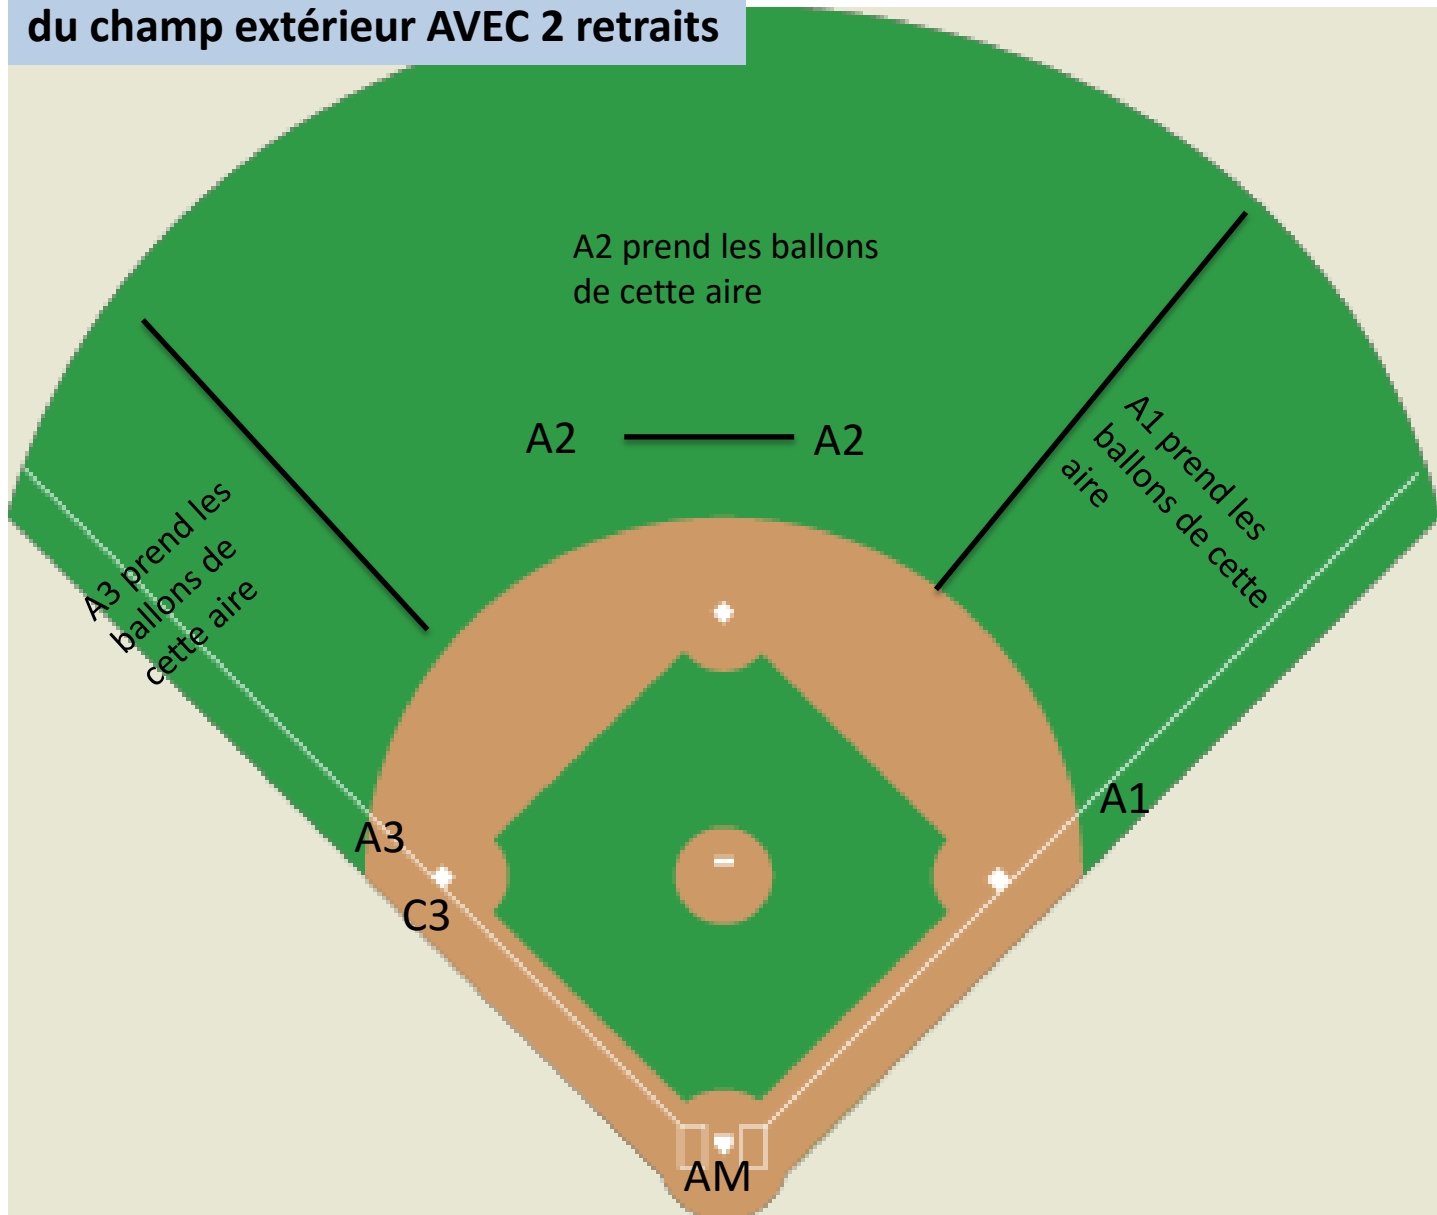 du champ extérieur AVEC 2 retraits
A2 prend les ballons
de cette aire
A2
A2
A1 prend les
ballons de cette
aire
A3 prend les
ballons de
cette aire
A1
A3
C3
AM